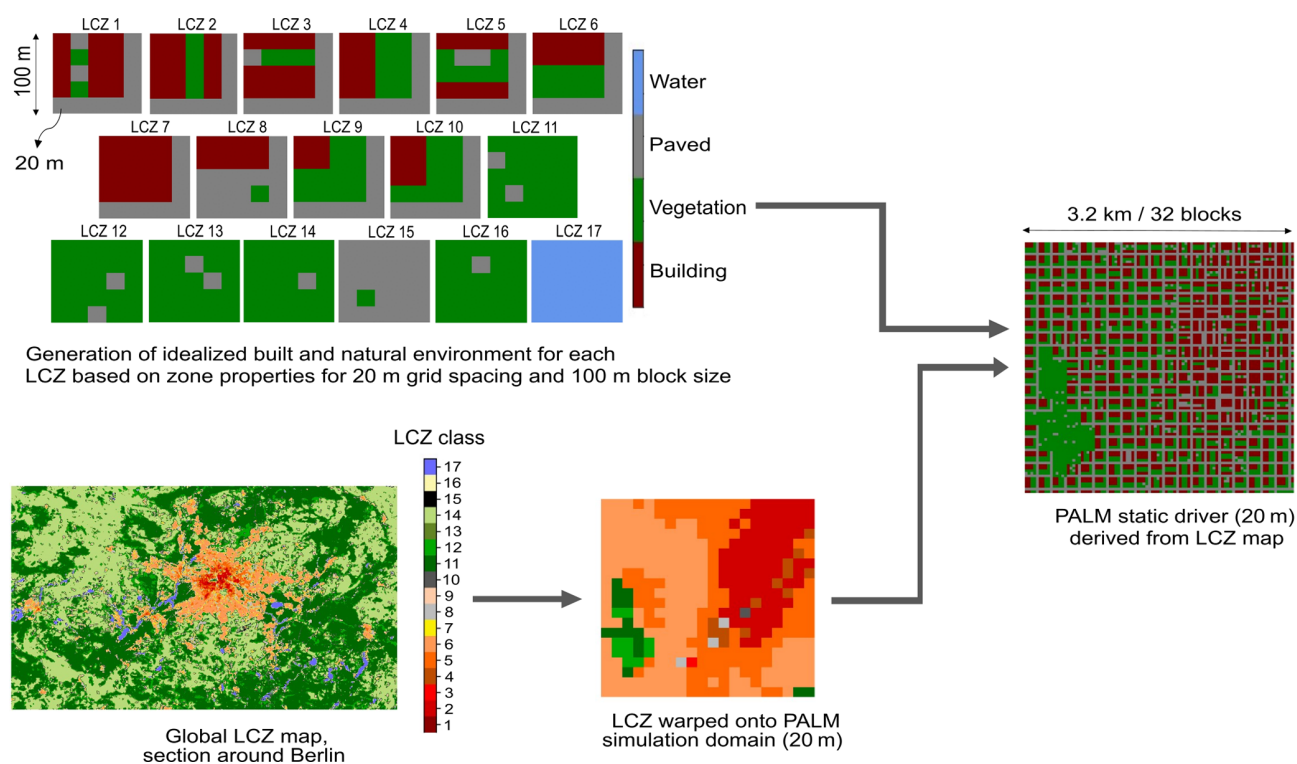 LCZ 1 LCZ 2 LCZ 3 LCZ 4 LCZ 5 LCZ 6
100 m
20 m
LCZ 7 LCZ 8 LCZ 9 LCZ 10 LCZ 11
LCZ 12 LCZ 13 LCZ 14 LCZ 15 LCZ 16 LCZ 17
Water
Paved
Vegetation
Building
Generation of idealized built and natural environment for each
LCZ based on zone properties for 20 m grid spacing and 100 m block size
3.2 km / 32 blocks
PALM static driver (20 m)
derived from LCZ map
LCZ class
17
16
15
14
13
12
11
10
9
8
7
6
5
4
3
2
1
Global LCZ map,
section around Berlin
LCZ warped onto PALM
simulation domain (20 m)